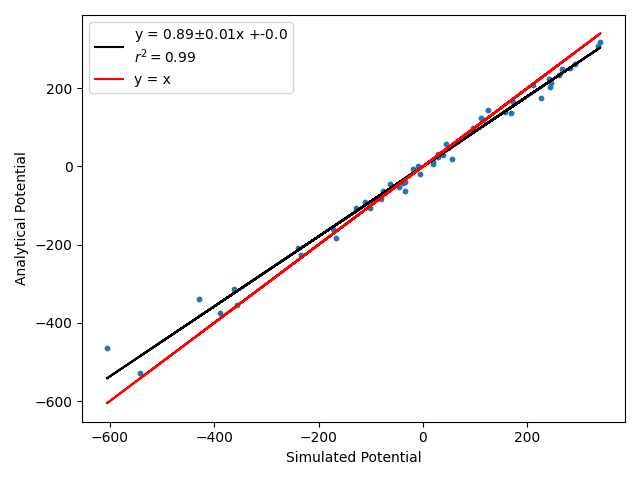 y = 0.89±0.01x +-0.0
r² = 0.99
y = x
Analytical Potential
200
0
−200
−400
−600
−600 −400 −200 0 200
Simulated Potential